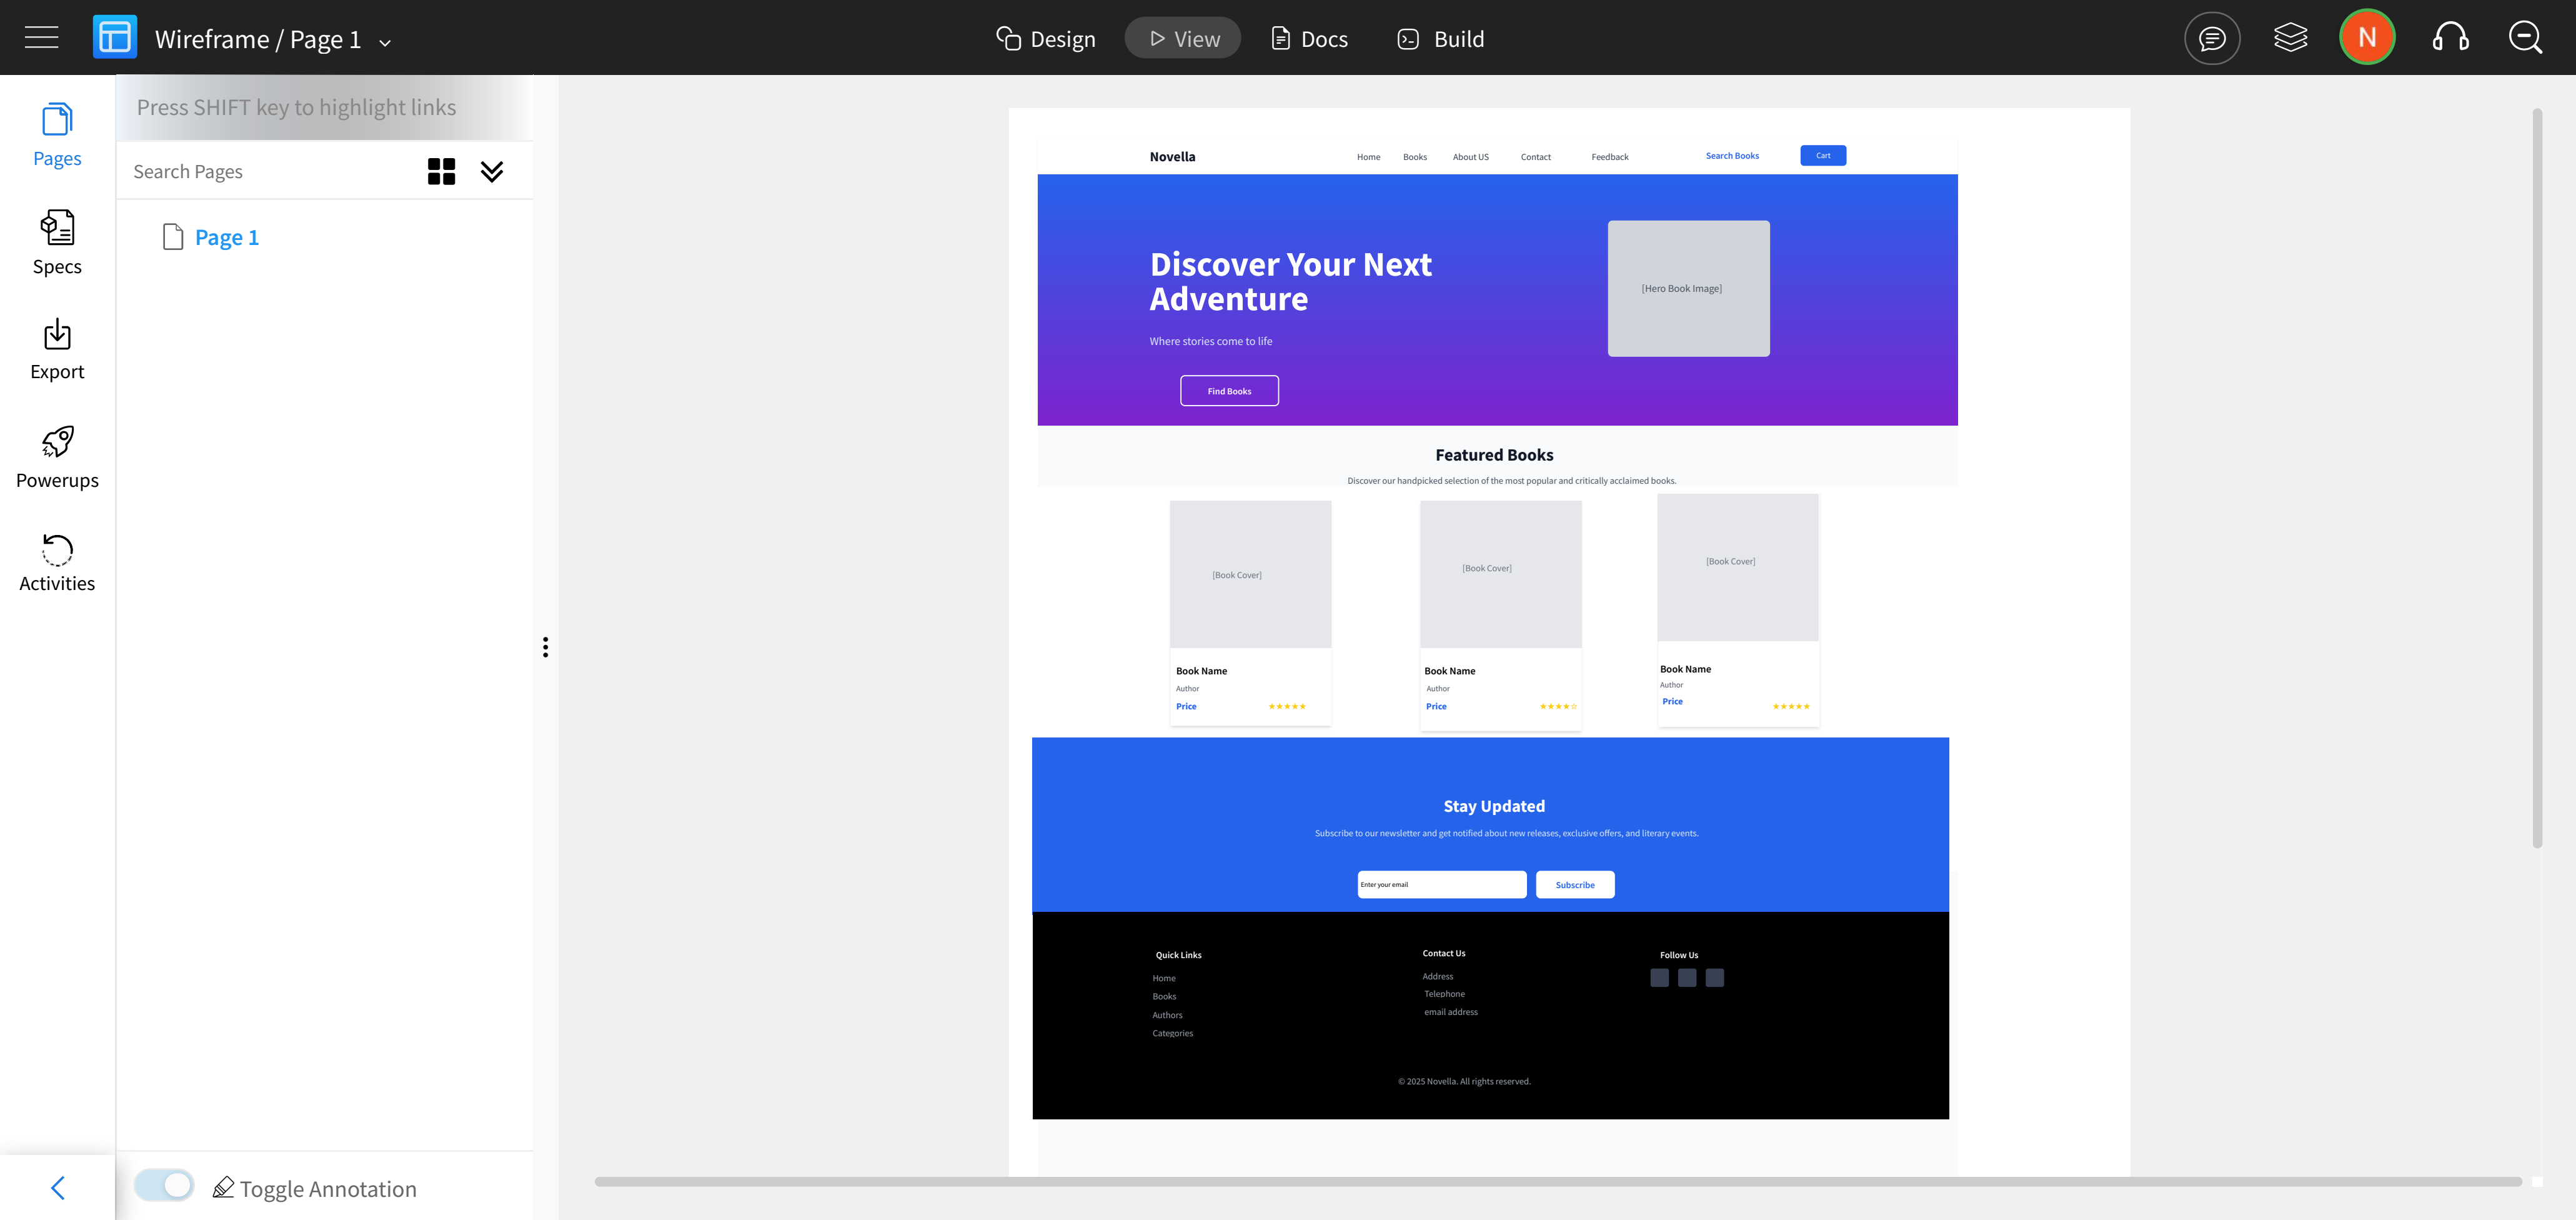 Wireframe / Page 1
Design
View
Docs
Build
N
Pages
Specs
Export
Powerups
Activities
Press SHIFT key to highlight links
Search Pages
Page 1
Toggle Annotation
Novella
Home
Books
About US
Contact
Feedback
Search Books
Cart
Discover Your Next
Adventure
Where stories come to life
Find Books
[Hero Book Image]
Featured Books
Discover our handpicked selection of the most popular and critically acclaimed books.
[Book Cover]
Book Name
Author
Price
★★★★★
[Book Cover]
Book Name
Author
Price
★★★★☆
[Book Cover]
Book Name
Author
Price
★★★★★
Stay Updated
Subscribe to our newsletter and get notified about new releases, exclusive offers, and literary events.
Enter your email
Subscribe
Quick Links
Home
Books
Authors
Categories
Contact Us
Address
Telephone
email address
Follow Us
© 2025 Novella. All rights reserved.